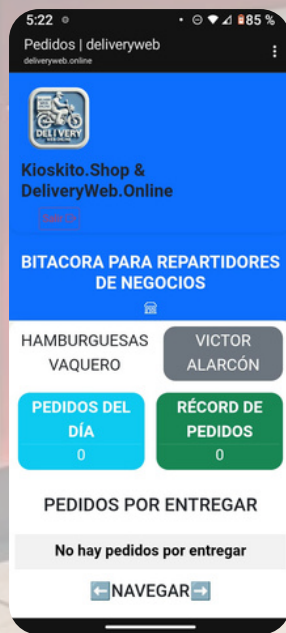 5:22
85 %
Pedidos | deliveryweb
deliveryweb.online
DELIVERY
Kioskito.Shop &
DeliveryWeb.Online
BITACORA PARA REPARTIDORES
DE NEGOCIOS
HAMBURGUESAS
VAQUERO
VICTOR
ALARCÓN
PEDIDOS DEL
DÍA
0
RÉCORD DE
PEDIDOS
0
PEDIDOS POR ENTREGAR
No hay pedidos por entregar
⬅️NAVEGAR➡️